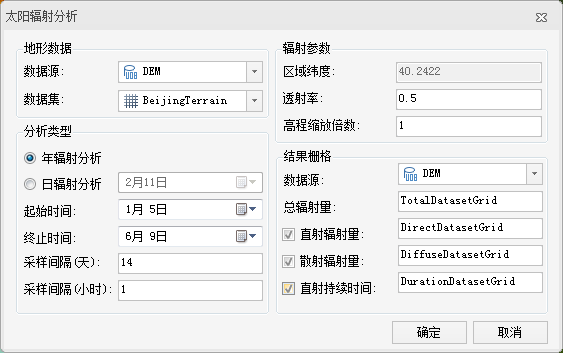 太阳辐射分析
地形数据
数据源: DEM
数据集: BeijingTerrain
分析类型
年辐射分析
日辐射分析 2月11日
起始时间: 1月 5日
终止时间: 6月 9日
采样间隔(天): 14
采样间隔(小时): 1
辐射参数
区域纬度: 40.2422
透射率: 0.5
高程缩放倍数: 1
结果栅格
数据源: DEM
总辐射量: TotalDatasetGrid
直射辐射量: DirectDatasetGrid
散射辐射量: DiffuseDatasetGrid
直射持续时间: DurationDatasetGrid
确定 取消